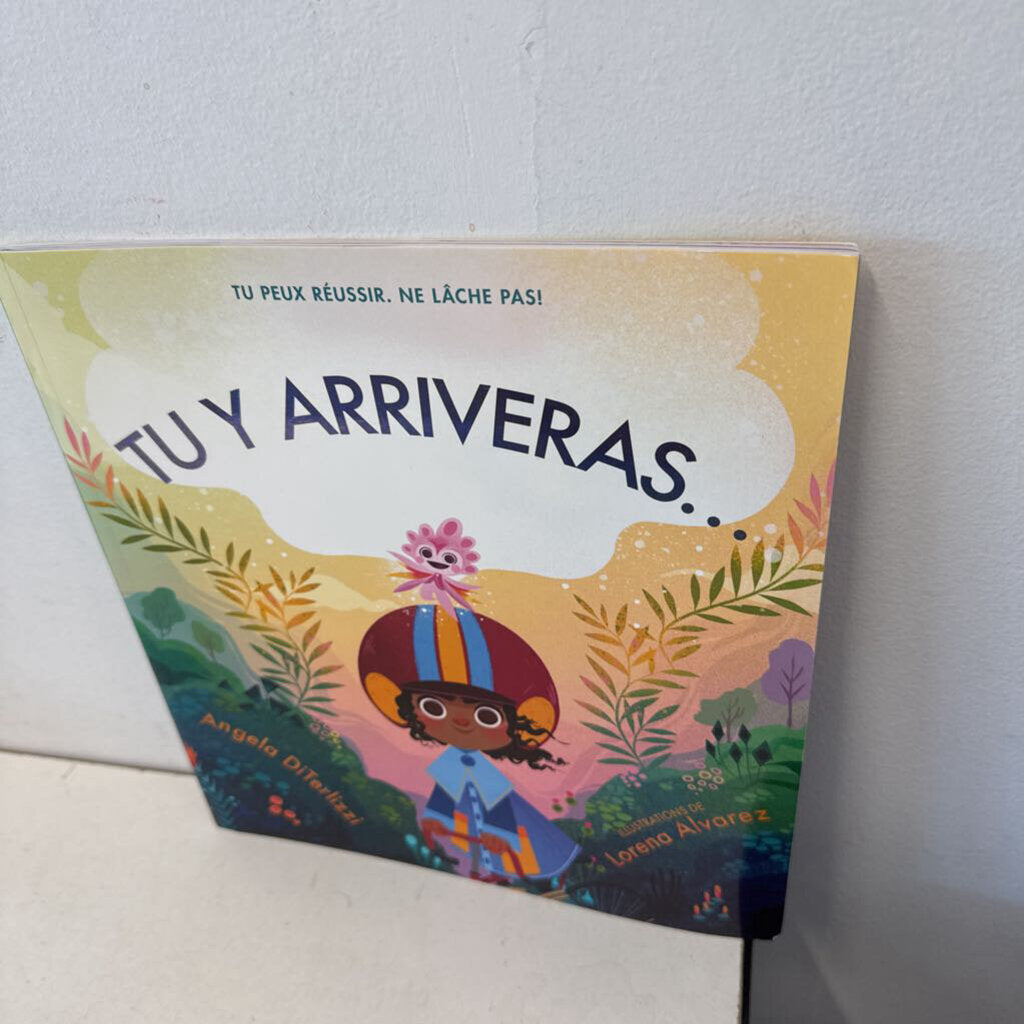 TU PEUX RÉUSSIR. NE LÂCHE PAS!
TU Y ARRIVERAS...
Angela DiTerlizzi
ILLUSTRATIONS DE
Lorena Alvarez